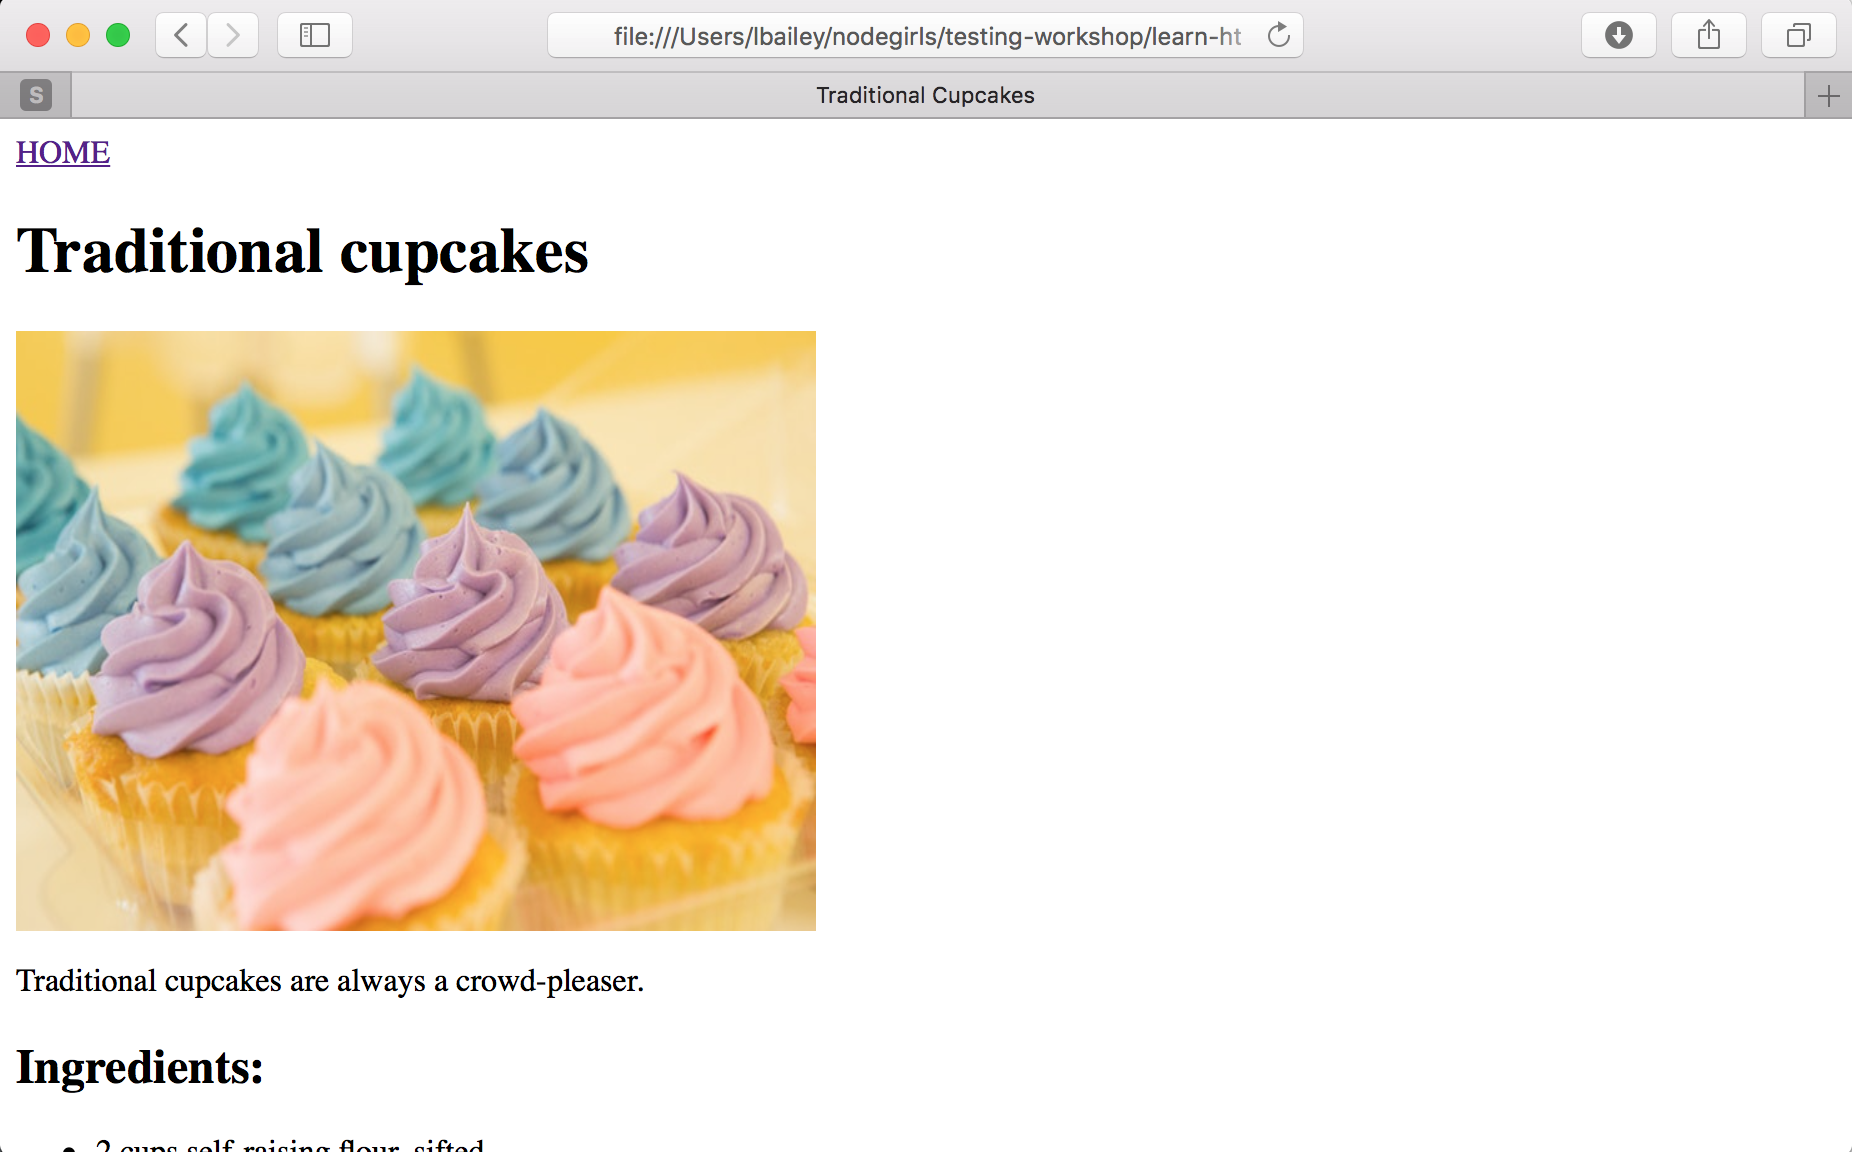 file:///Users/lbailey/nodegirls/testing-workshop/learn-ht
S
Traditional Cupcakes
HOME
Traditional cupcakes
Traditional cupcakes are always a crowd-pleaser.
Ingredients:
• 2 cups self-raising flour, sifted